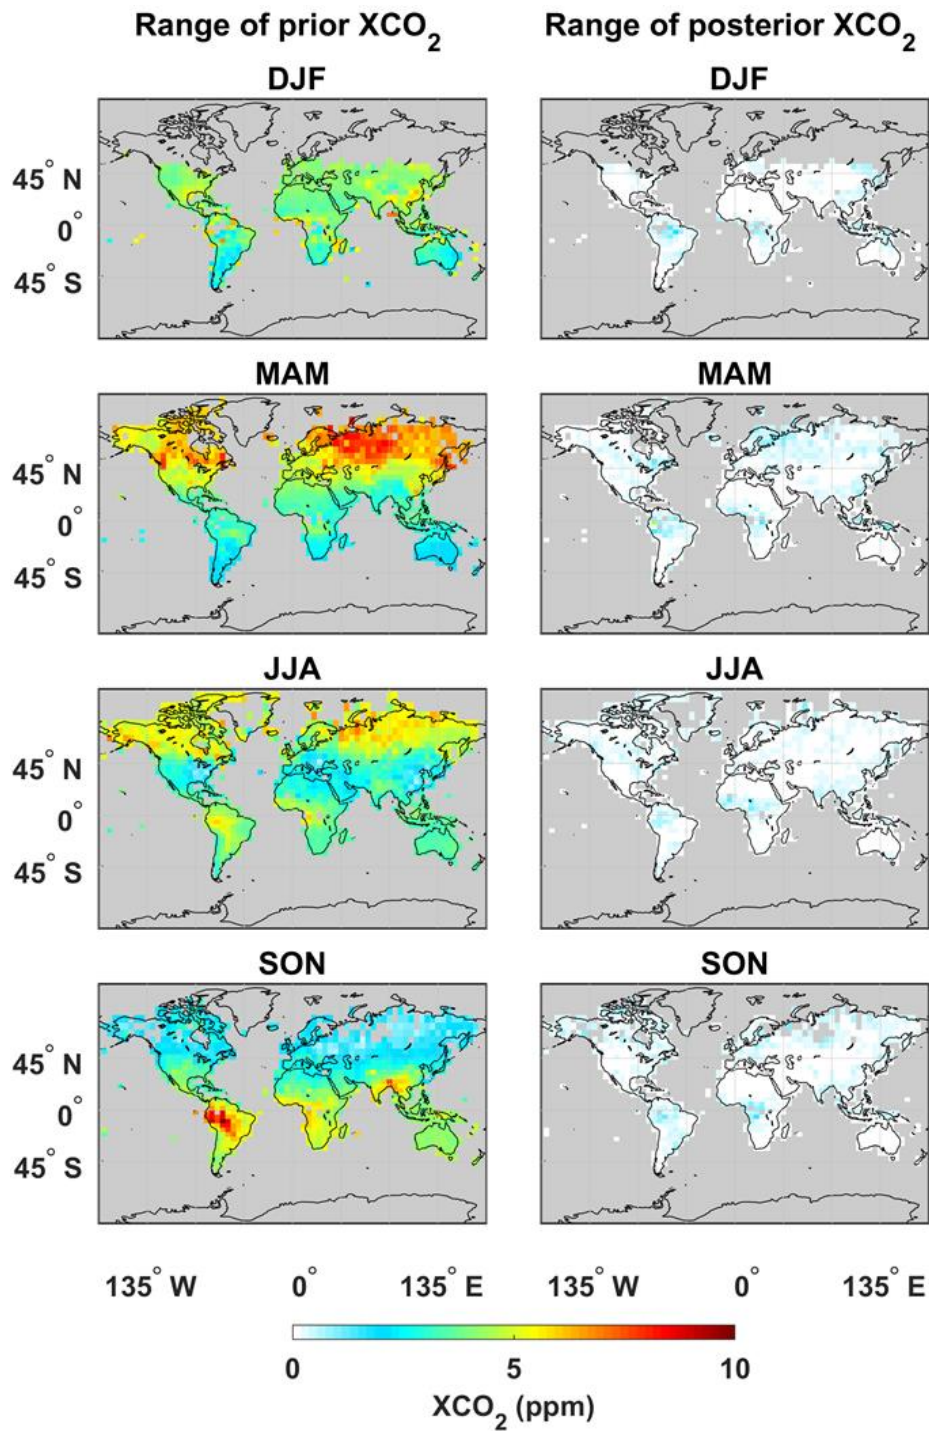 Range of prior XCO2 Range of posterior XCO2
DJF DJF
45° N
0°
45° S
MAM MAM
45° N
0°
45° S
JJA JJA
45° N
0°
45° S
SON SON
45° N
0°
45° S
135° W 0° 135° E 135° W 0° 135° E
0 5 10
XCO2 (ppm)